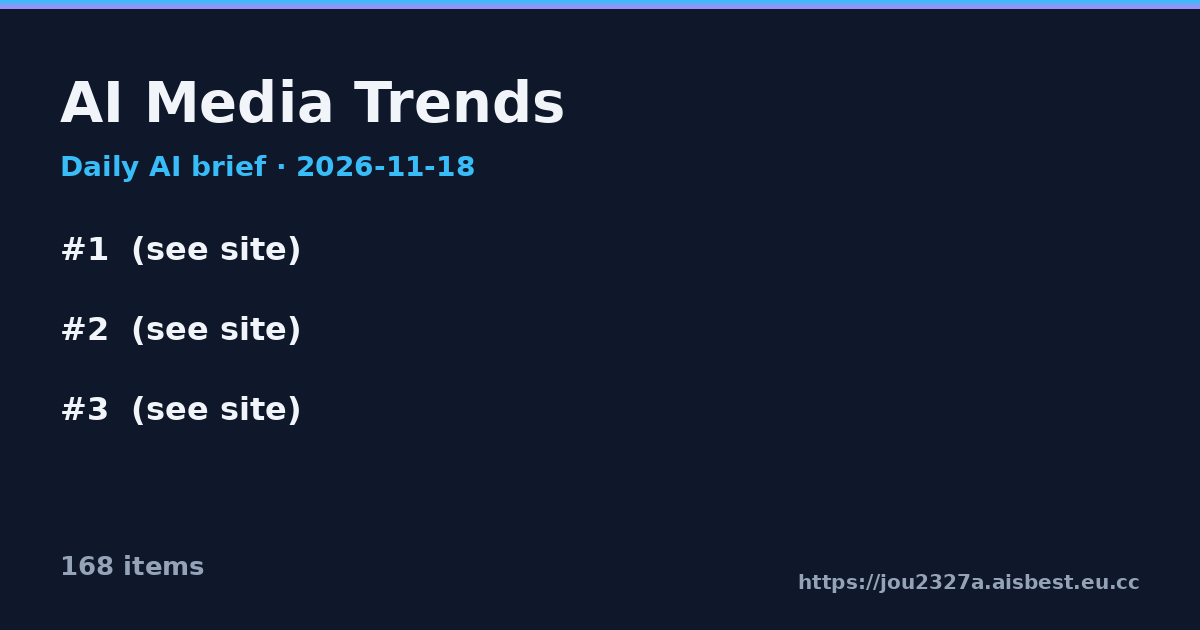 AI Media Trends
Daily AI brief · 2026-11-18
#1 (see site)
#2 (see site)
#3 (see site)
168 items
https://jou2327a.aisbest.eu.cc